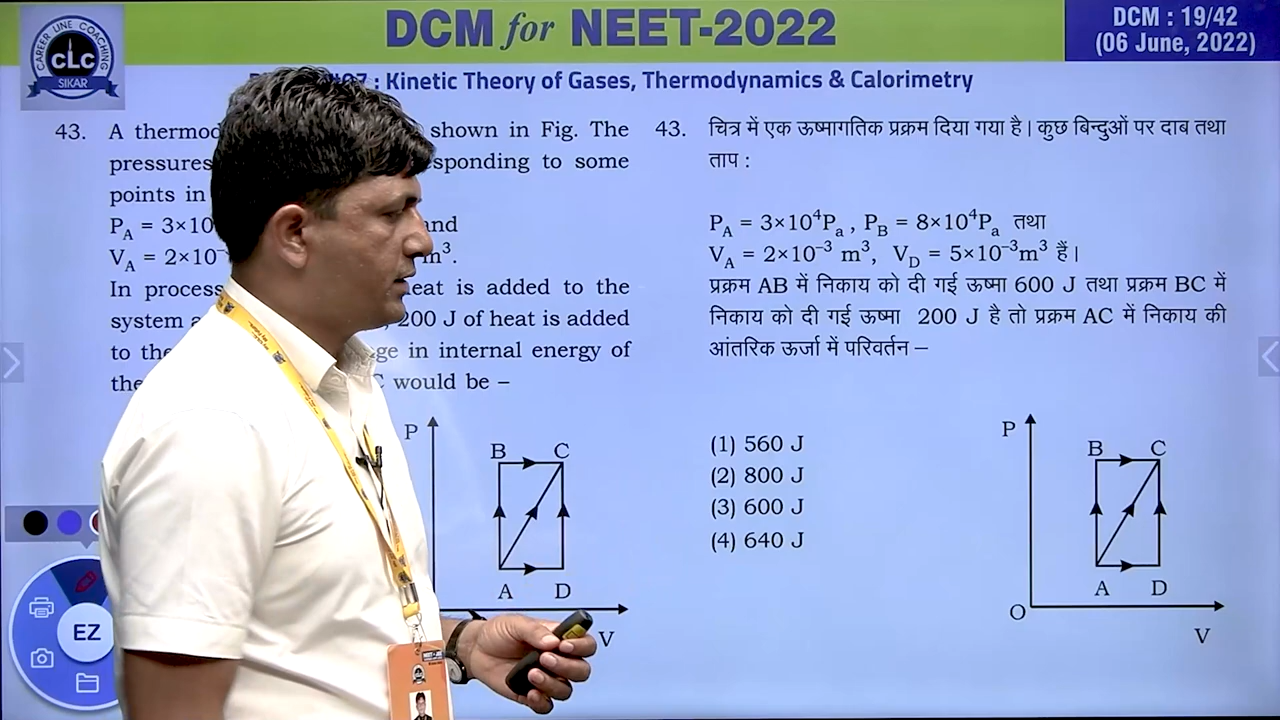 DCM for NEET-2022
DCM : 19/42
(06 June, 2022)
CAREER LINE COACHING
CLC
SIKAR
: Kinetic Theory of Gases, Thermodynamics & Calorimetry
43. A thermod shown in Fig. The
pressures sponding to some
points in
P_A = 3×10 and
V_A = 2×10⁻ m³.
In process heat is added to the
system a 200 J of heat is added
to the ge in internal energy of
the C would be –
P
B C
A D
V
43. चित्र में एक ऊष्मागतिक प्रक्रम दिया गया है। कुछ बिन्दुओं पर दाब तथा
ताप :
P_A = 3×10⁴P_a , P_B = 8×10⁴P_a तथा
V_A = 2×10⁻³ m³, V_D = 5×10⁻³m³ हैं।
प्रक्रम AB में निकाय को दी गई ऊष्मा 600 J तथा प्रक्रम BC में
निकाय को दी गई ऊष्मा 200 J है तो प्रक्रम AC में निकाय की
आंतरिक ऊर्जा में परिवर्तन –
(1) 560 J
(2) 800 J
(3) 600 J
(4) 640 J
P
B C
A D
O
V
EZ